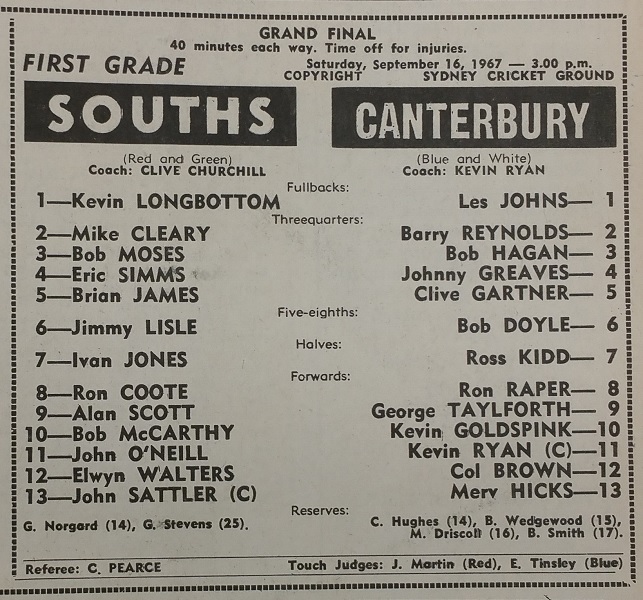 GRAND FINAL
40 minutes each way. Time off for injuries.
FIRST GRADE Saturday, September 16, 1967 — 3.00 p.m.
COPYRIGHT SYDNEY CRICKET GROUND
SOUTHS CANTERBURY
(Red and Green) (Blue and White)
Coach: CLIVE CHURCHILL Coach: KEVIN RYAN
Fullbacks:
1—Kevin LONGBOTTOM Les JOHNS— 1
Threequarters:
2—Mike CLEARY Barry REYNOLDS— 2
3—Bob MOSES Bob HAGAN— 3
4—Eric SIMMS Johnny GREAVES— 4
5—Brian JAMES Clive GARTNER— 5
Five-eighths:
6—Jimmy LISLE Bob DOYLE— 6
Halves:
7—Ivan JONES Ross KIDD— 7
Forwards:
8—Ron COOTE Ron RAPER— 8
9—Alan SCOTT George TAYLFORTH— 9
10—Bob McCARTHY Kevin GOLDSPINK—10
11—John O'NEILL Kevin RYAN (C)—11
12—Elwyn WALTERS Col BROWN—12
13—John SATTLER (C) Merv HICKS—13
Reserves:
G. Norgard (14), G. Stevens (25). C. Hughes (14), B. Wedgewood (15),
M. Driscoll (16), B. Smith (17).
Referee: C. PEARCE Touch Judges: J. Martin (Red), E. Tinsley (Blue)